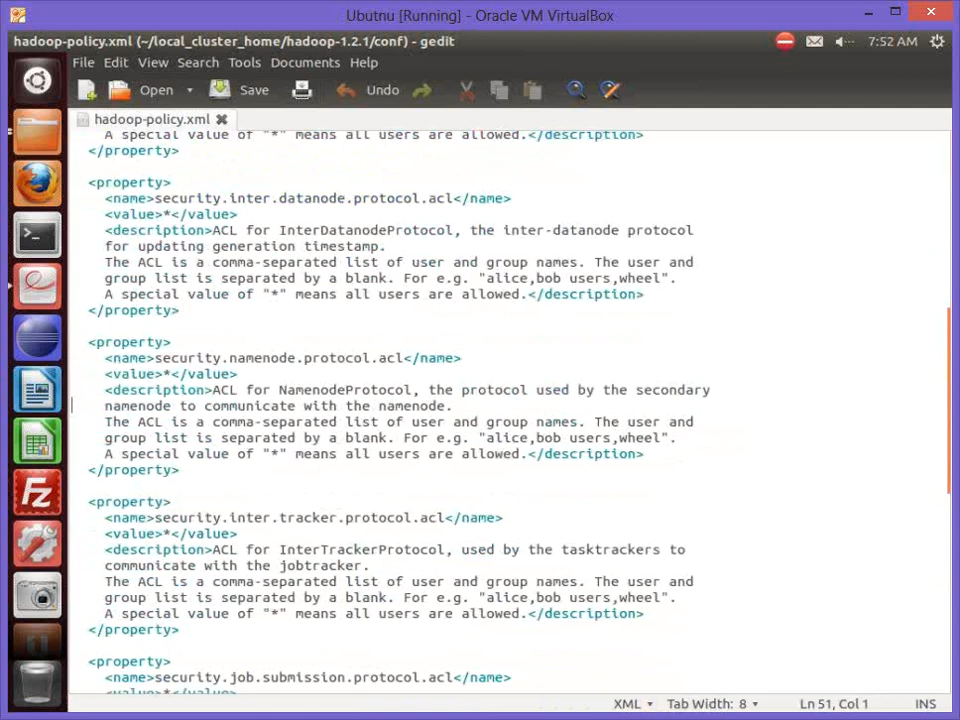 Ubutnu [Running] - Oracle VM VirtualBox
hadoop-policy.xml (~/local_cluster_home/hadoop-1.2.1/conf) - gedit
7:52 AM
File Edit View Search Tools Documents Help
Open Save Undo
hadoop-policy.xml
A special value of "*" means all users are allowed.</description>
</property>
<property>
<name>security.inter.datanode.protocol.acl</name>
<value>*</value>
<description>ACL for InterDatanodeProtocol, the inter-datanode protocol
for updating generation timestamp.
The ACL is a comma-separated list of user and group names. The user and
group list is separated by a blank. For e.g. "alice,bob users,wheel".
A special value of "*" means all users are allowed.</description>
</property>
<property>
<name>security.namenode.protocol.acl</name>
<value>*</value>
<description>ACL for NamenodeProtocol, the protocol used by the secondary
namenode to communicate with the namenode.
The ACL is a comma-separated list of user and group names. The user and
group list is separated by a blank. For e.g. "alice,bob users,wheel".
A special value of "*" means all users are allowed.</description>
</property>
<property>
<name>security.inter.tracker.protocol.acl</name>
<value>*</value>
<description>ACL for InterTrackerProtocol, used by the tasktrackers to
communicate with the jobtracker.
The ACL is a comma-separated list of user and group names. The user and
group list is separated by a blank. For e.g. "alice,bob users,wheel".
A special value of "*" means all users are allowed.</description>
</property>
<property>
<name>security.job.submission.protocol.acl</name>
<value>*</value>
XML Tab Width: 8 Ln 51, Col 1 INS